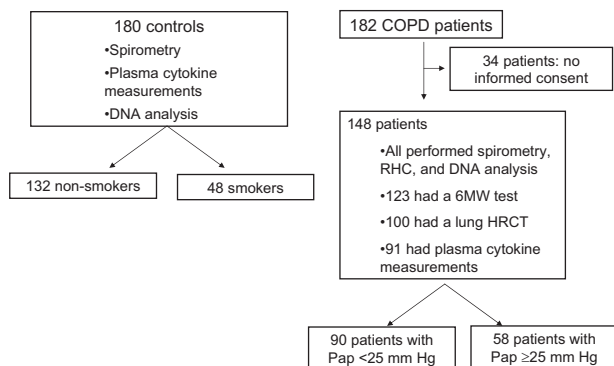 180 controls
•Spirometry
•Plasma cytokine
measurements
•DNA analysis
132 non-smokers
48 smokers
182 COPD patients
34 patients: no
informed consent
148 patients
•All performed spirometry,
RHC, and DNA analysis
•123 had a 6MW test
•100 had a lung HRCT
•91 had plasma cytokine
measurements
90 patients with
Pap <25 mm Hg
58 patients with
Pap ≥25 mm Hg